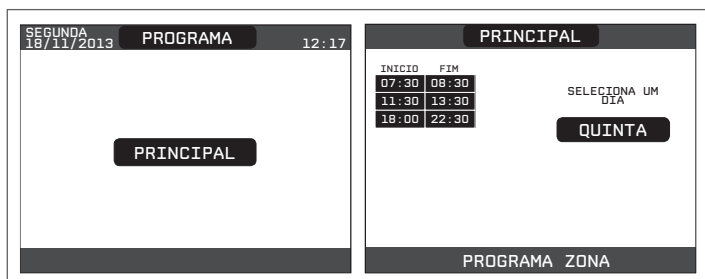 SEGUNDA
18/11/2013
PROGRAMA
12:17
PRINCIPAL
PRINCIPAL
INICIO FIM
07:30 08:30
11:30 13:30
18:00 22:30
SELECIONA UM
DIA
QUINTA
PROGRAMA ZONA